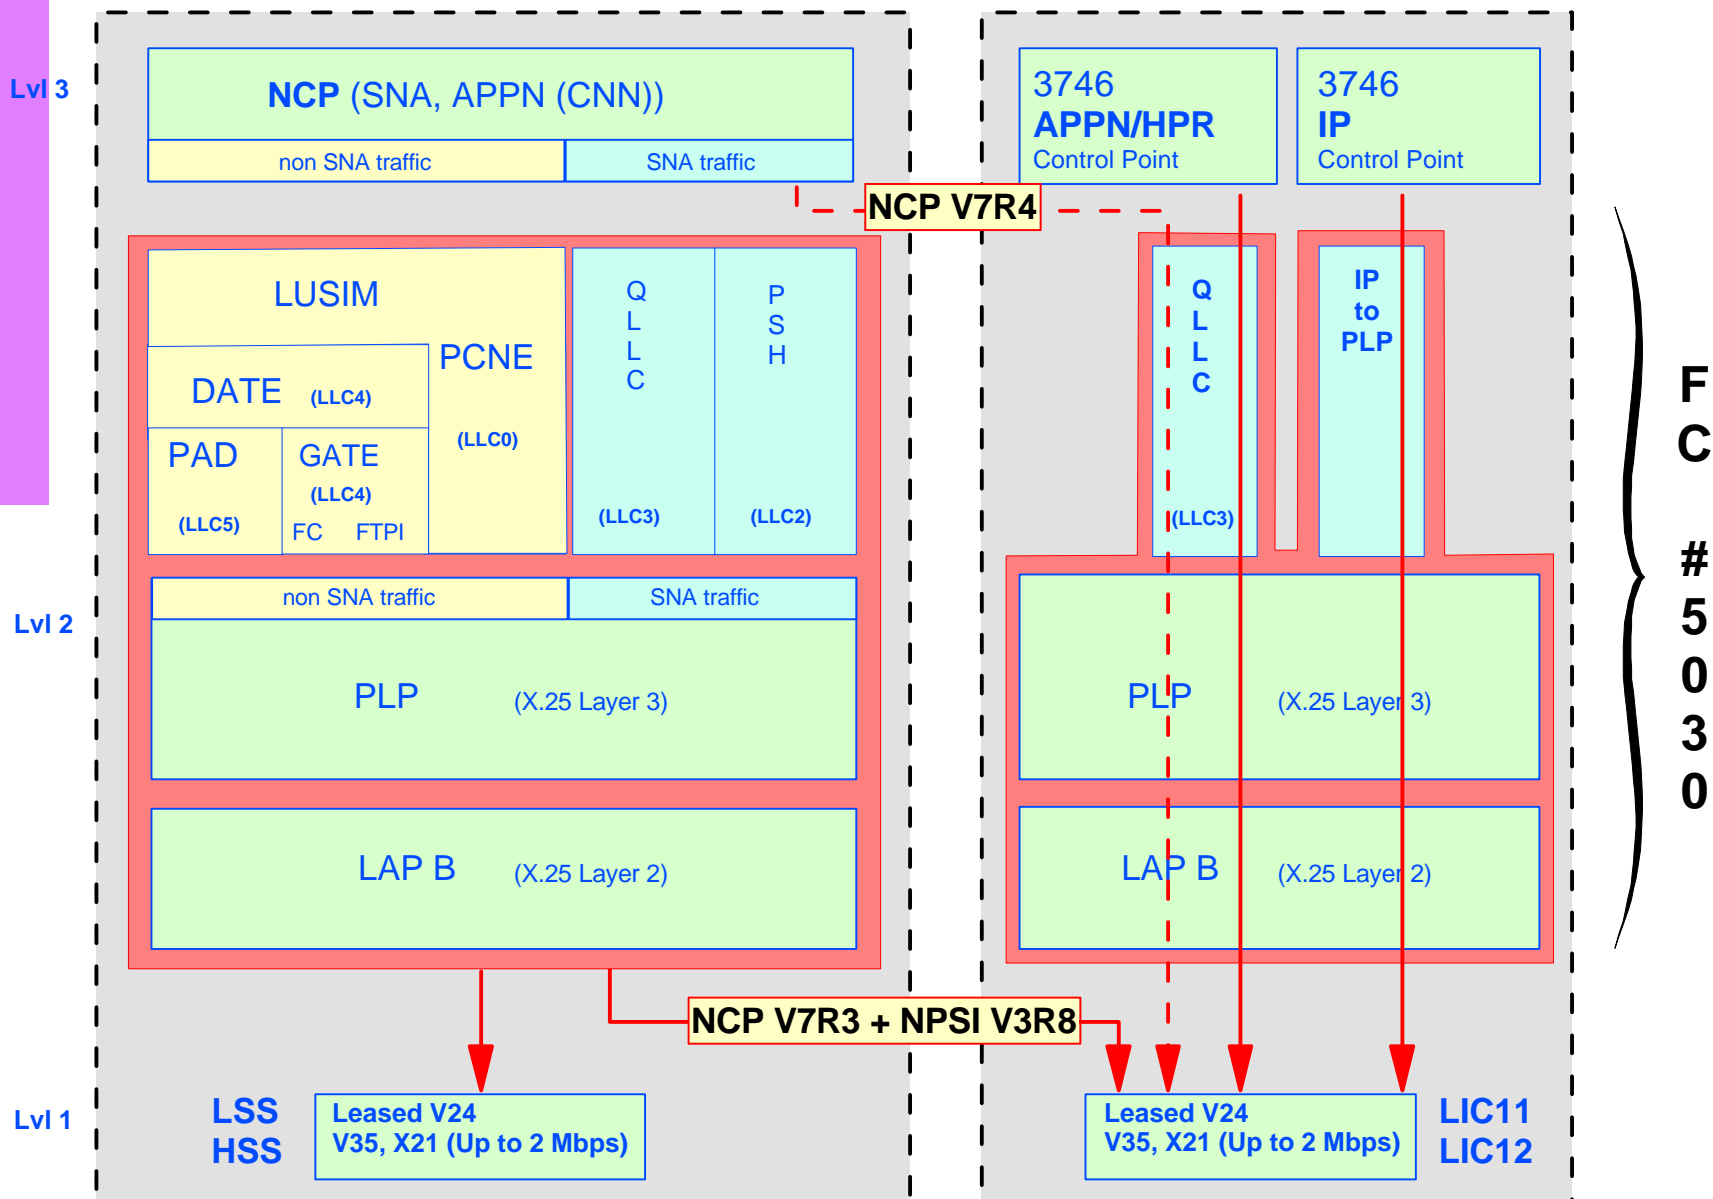 Lvl 3
NCP (SNA, APPN (CNN))
non SNA traffic
SNA traffic
3746
APPN/HPR
Control Point
3746
IP
Control Point
NCP V7R4
LUSIM
PCNE
(LLC0)
DATE (LLC4)
PAD
(LLC5)
GATE
(LLC4)
FC FTPI
Q
L
L
C
(LLC3)
P
S
H
(LLC2)
Q
L
L
C
(LLC3)
IP
to
PLP
F
C
#
5
0
3
0
Lvl 2
non SNA traffic
SNA traffic
PLP (X.25 Layer 3)
PLP (X.25 Layer 3)
LAP B (X.25 Layer 2)
LAP B (X.25 Layer 2)
NCP V7R3 + NPSI V3R8
Lvl 1
LSS
HSS
Leased V24
V35, X21 (Up to 2 Mbps)
Leased V24
V35, X21 (Up to 2 Mbps)
LIC11
LIC12